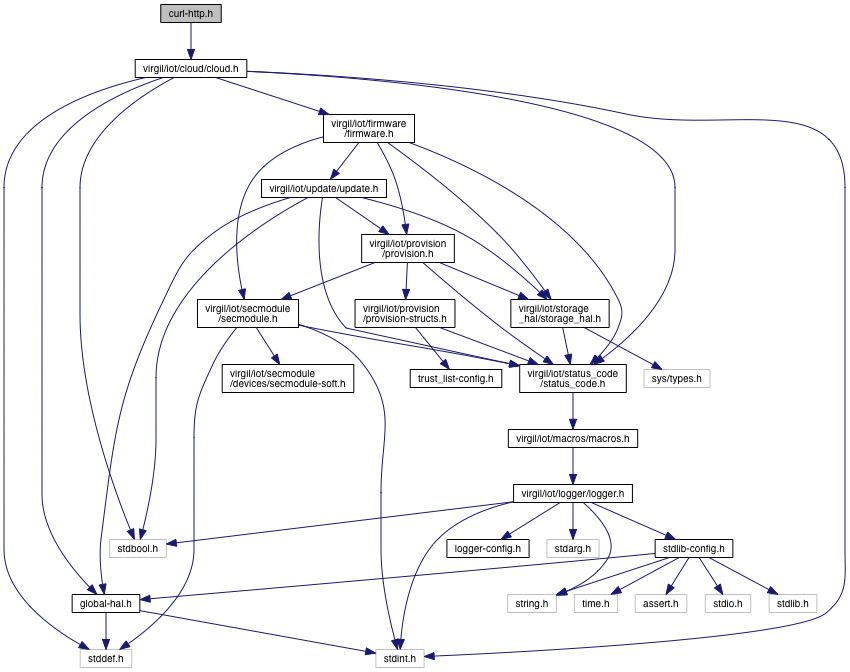 curl-http.h
virgil/iot/cloud/cloud.h
virgil/iot/firmware
/firmware.h
virgil/iot/update/update.h
virgil/iot/provision
/provision.h
virgil/iot/secmodule
/secmodule.h
virgil/iot/provision
/provision-structs.h
virgil/iot/storage
_hal/storage_hal.h
virgil/iot/secmodule
/devices/secmodule-soft.h
trust_list-config.h
virgil/iot/status_code
/status_code.h
sys/types.h
virgil/iot/macros/macros.h
virgil/iot/logger/logger.h
stdbool.h
logger-config.h
stdarg.h
stdlib-config.h
global-hal.h
string.h
time.h
assert.h
stdio.h
stdlib.h
stddef.h
stdint.h